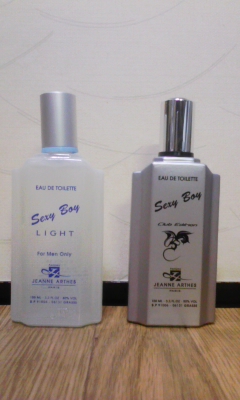 EAU DE TOILETTE
Sexy Boy
LIGHT
For Men Only
JEANNE ARTHES
EAU DE TOILETTE
Sexy Boy
Club Edition
JEANNE ARTHES